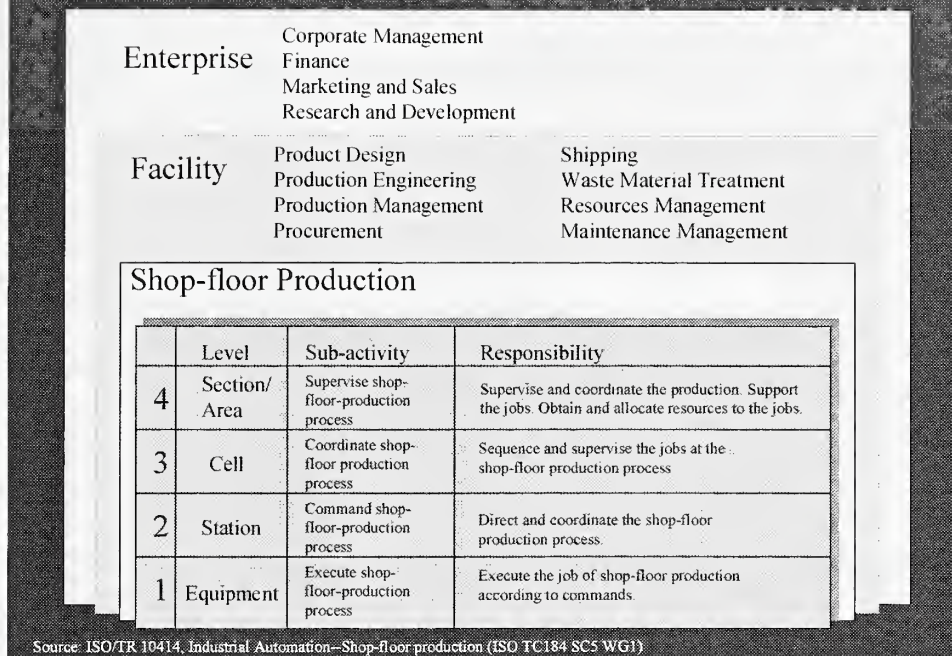 Enterprise
Corporate Management
Finance
Marketing and Sales
Research and Development
Facility
Product Design
Production Engineering
Production Management
Procurement
Shipping
Waste Material Treatment
Resources Management
Maintenance Management
Shop-floor Production
Level Sub-activity Responsibility
4
Section/
Area
Supervise shop-
floor-production
process
Supervise and coordinate the production. Support
the jobs. Obtain and allocate resources to the jobs.
3
Cell
Coordinate shop-
floor production
process
Sequence and supervise the jobs at the
shop-floor production process
2
Station
Command shop-
floor-production
process
Direct and coordinate the shop-floor
production process.
1
Equipment
Execute shop-
floor-production
process
Execute the job of shop-floor production
according to commands.
Source: ISO/TR 10414, Industrial Automation--Shop-floor production (ISO TC184 SC5 WG1)